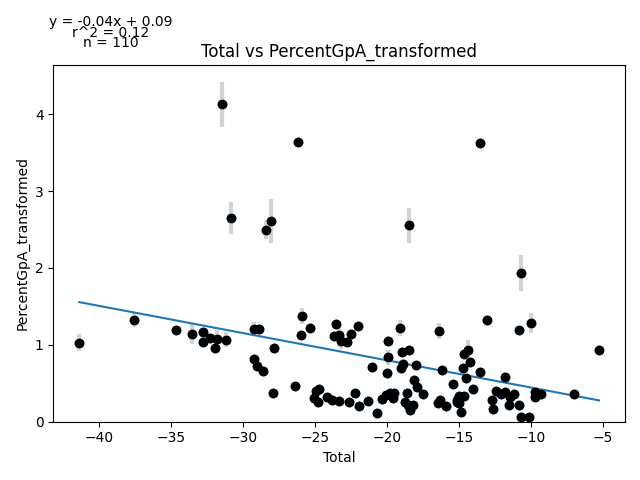 y = -0.04x + 0.09
r^2 = 0.12
n = 110
Total vs PercentGpA_transformed
PercentGpA_transformed
4
3
2
1
0
−40 −35 −30 −25 −20 −15 −10 −5
Total